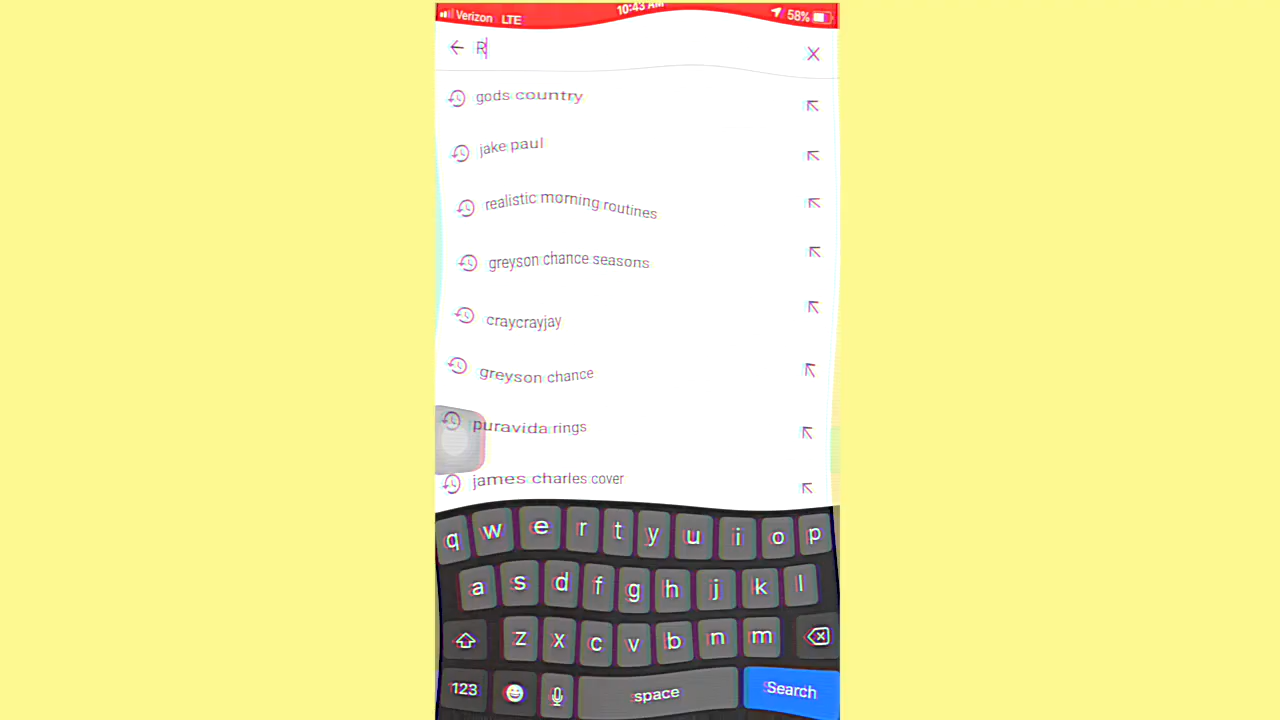 Verizon LTE 10:43 AM 58%
R
gods country
jake paul
realistic morning routines
greyson chance seasons
craycrayjay
greyson chance
puravida rings
james charles cover
q w e r t y u i o p
a s d f g h j k l
z x c v b n m
123 space Search